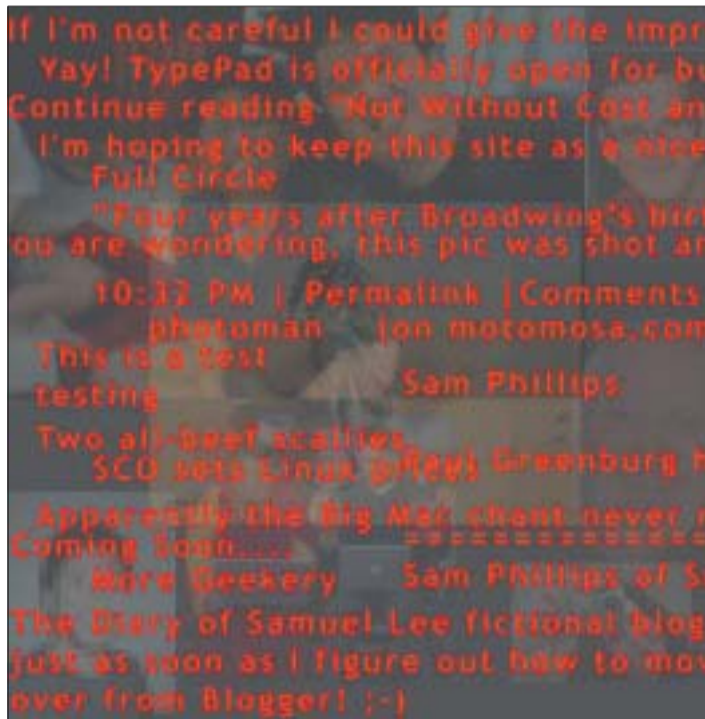 If I'm not careful I could give the impr
Yay! TypePad is officially open for bu
Continue reading "Not Without Cost an
I'm hoping to keep this site as a nice
Full Circle
"Four years after Broadwing's birt
ou are wondering, this pic was shot an
10:32 PM | Permalink |Comments
photoman jon motomosa.com
This is a test
testing
Sam Phillips
Two all-beef scallies,
SCO sets Linux prices
Greenburg h
Apparently the Big Mac chant never
Coming Soon.....
==============
More Geekery
Sam Phillips of S
The Diary of Samuel Lee fictional blog
just as soon as I figure out how to mov
over from Blogger! ;-)